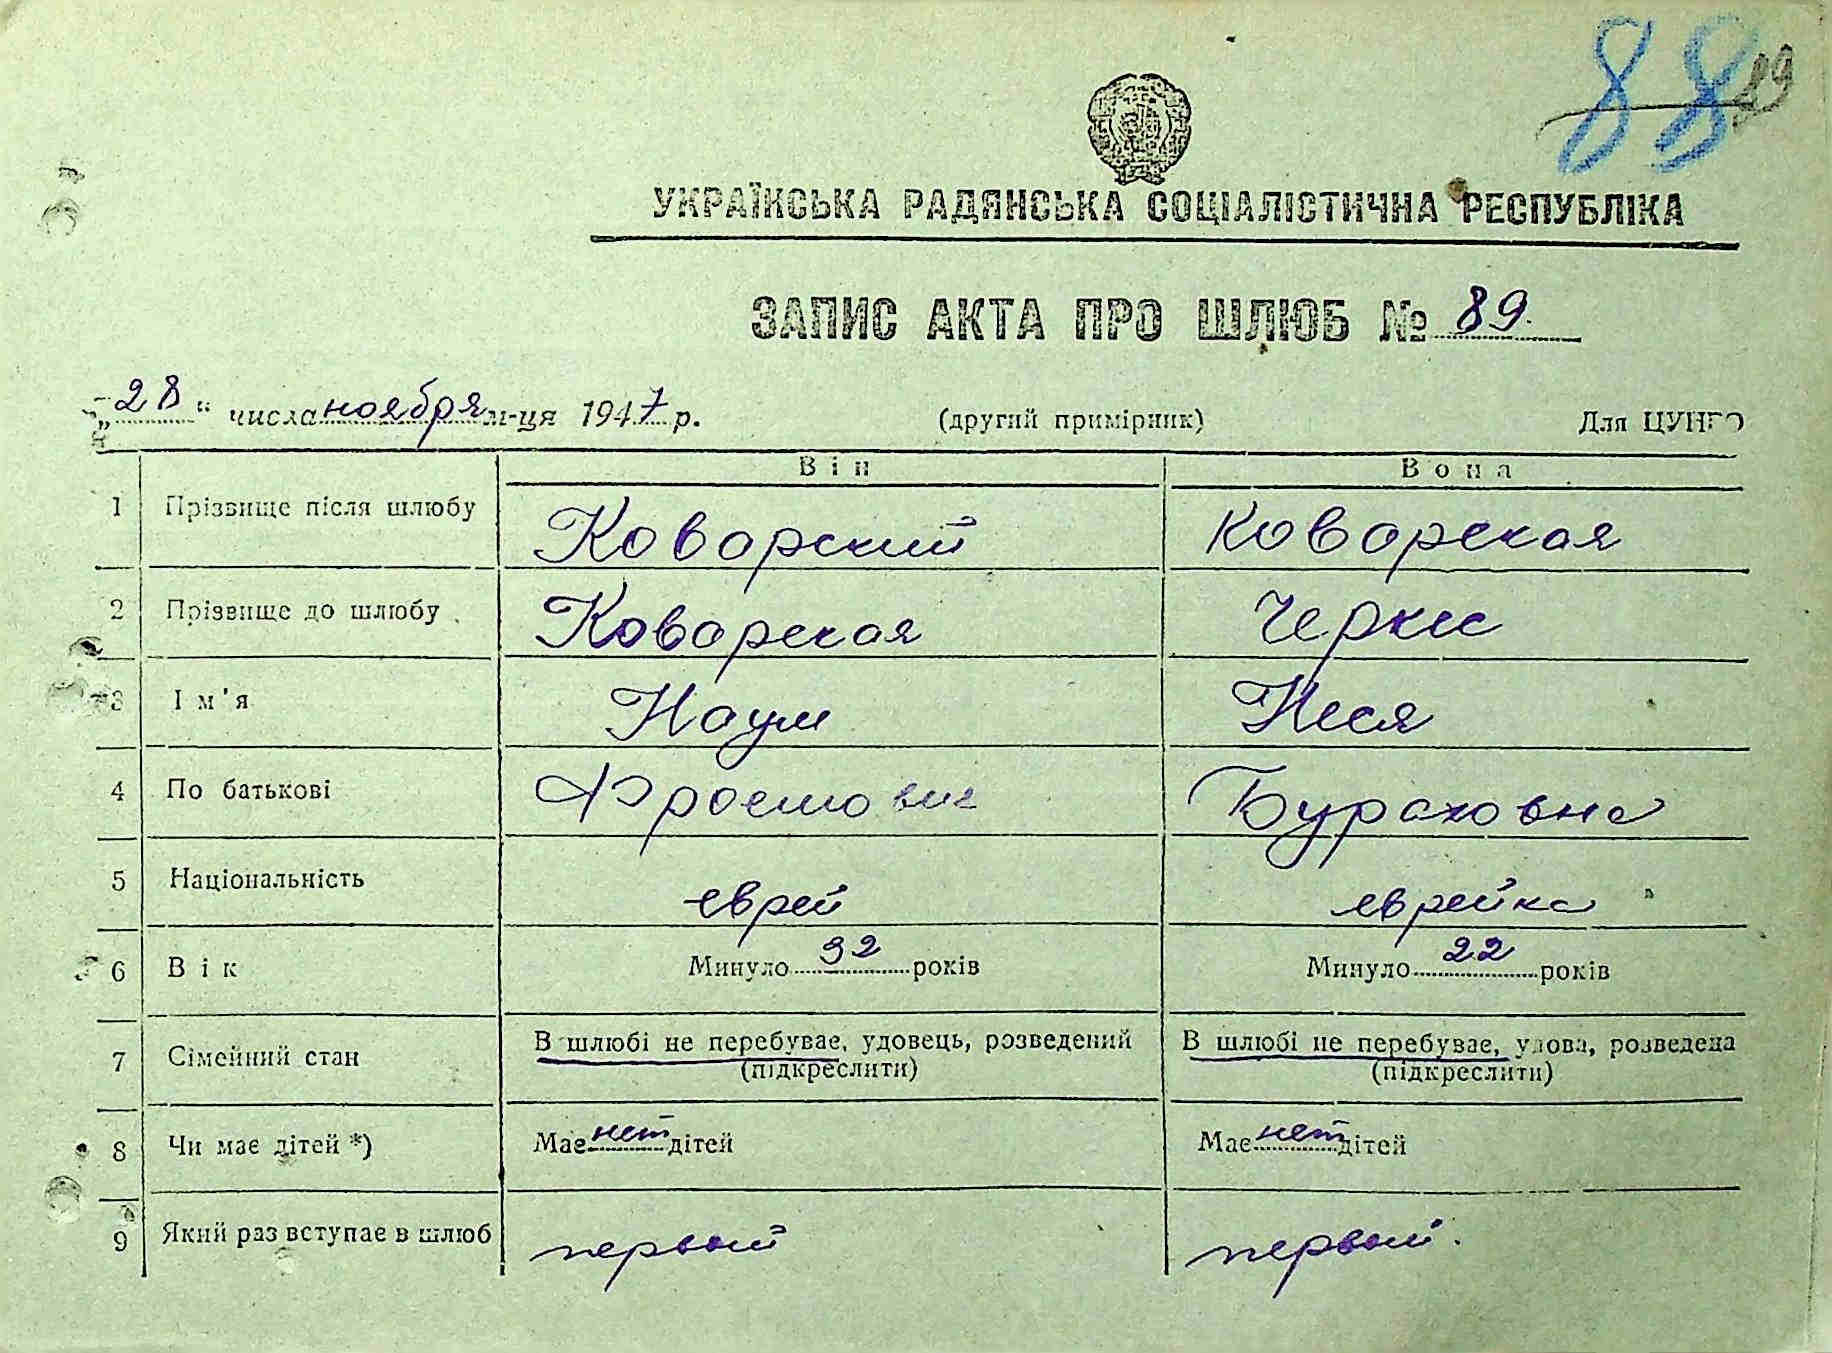 88 89
УКРАЇНСЬКА РАДЯНСЬКА СОЦІАЛІСТИЧНА РЕСПУБЛІКА
ЗАПИС АКТА ПРО ШЛЮБ № 89.
„28“ числа ноября м-ця 1947 р. (другий примірник) Для ЦУНГО
Він Вона
1 Прізвище після шлюбу Коварский Коварская
2 Прізвище до шлюбу Коварская Черкис
3 Ім'я Наум Неся
4 По батькові Бураховна
5 Національність еврей еврейка
6 Вік Минуло 32 років Минуло 22 років
7 Сімейний стан В шлюбі не перебуває, удовець, розведений В шлюбі не перебуває, удова, розведена
(підкреслити) (підкреслити)
8 Чи має дітей *) Має нет дітей Має нет дітей
9 Який раз вступає в шлюб первый первый.